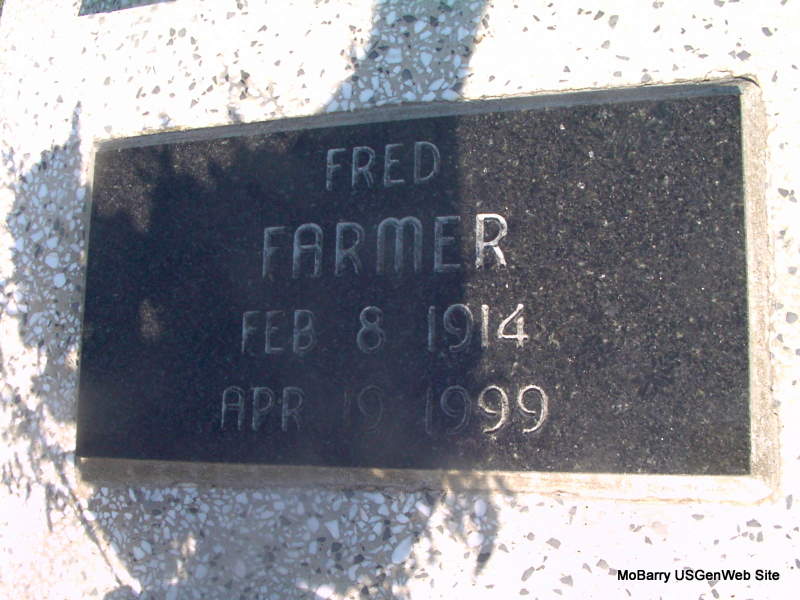 FRED
FARMER
FEB 8 1914
APR 19 1999
MoBarry USGenWeb Site